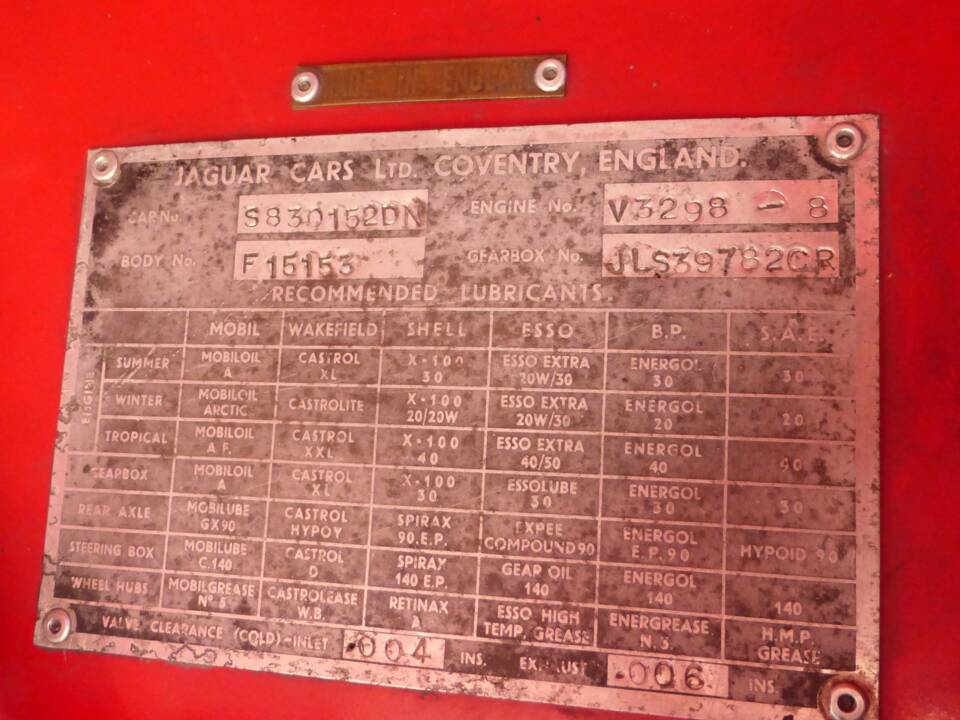 MADE IN ENGLAND
JAGUAR CARS LTD. COVENTRY, ENGLAND.
CAR No. S830152DN ENGINE No. V3298 - 8
BODY No. F15153 GEARBOX No. JLS39782CR
RECOMMENDED LUBRICANTS.
MOBIL WAKEFIELD SHELL ESSO B.P. S.A.E.
ENGINE
SUMMER MOBILOIL A CASTROL XL X-100 30 ESSO EXTRA 20W/30 ENERGOL 30 30
WINTER MOBILOIL ARCTIC CASTROLITE X-100 20/20W ESSO EXTRA 20W/30 ENERGOL 20 20
TROPICAL MOBILOIL A F. CASTROL XXL X-100 40 ESSO EXTRA 40/50 ENERGOL 40 40
GEARBOX MOBILOIL A CASTROL XL X-100 30 ESSOLUBE 30 ENERGOL 30 30
REAR AXLE MOBILUBE GX90 CASTROL HYPOY SPIRAX 90.E.P. EXPEE COMPOUND90 ENERGOL E.P.90 HYPOID 90
STEERING BOX MOBILUBE C.140 CASTROL D SPIRAX 140 E.P. GEAR OIL 140 ENERGOL 140 140
WHEEL HUBS MOBILGREASE No 5 CASTROLEASE W.B. RETINAX A ESSO HIGH TEMP. GREASE ENERGREASE N.3. H.M.P. GREASE
VALVE CLEARANCE (COLD)-INLET .004 INS. EXHAUST .006 INS.